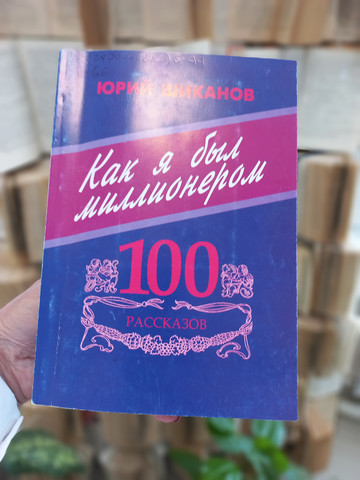 ЮРИЙ
Как я был
миллионером
100
РАССКАЗОВ